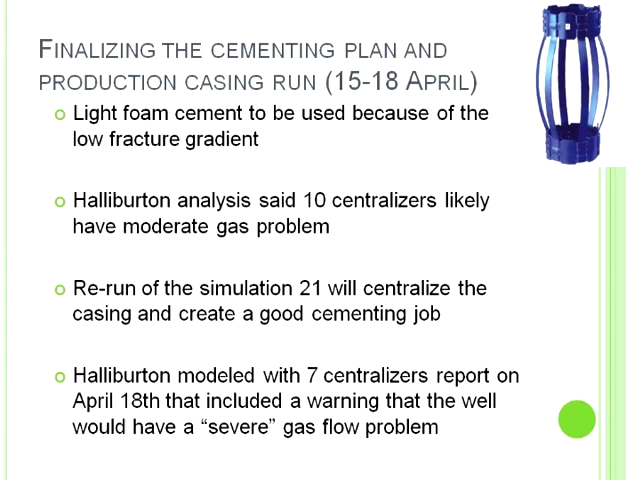 FINALIZING THE CEMENTING PLAN AND
PRODUCTION CASING RUN (15-18 APRIL)
Light foam cement to be used because of the
low fracture gradient
Halliburton analysis said 10 centralizers likely
have moderate gas problem
Re-run of the simulation 21 will centralize the
casing and create a good cementing job
Halliburton modeled with 7 centralizers report on
April 18th that included a warning that the well
would have a “severe” gas flow problem